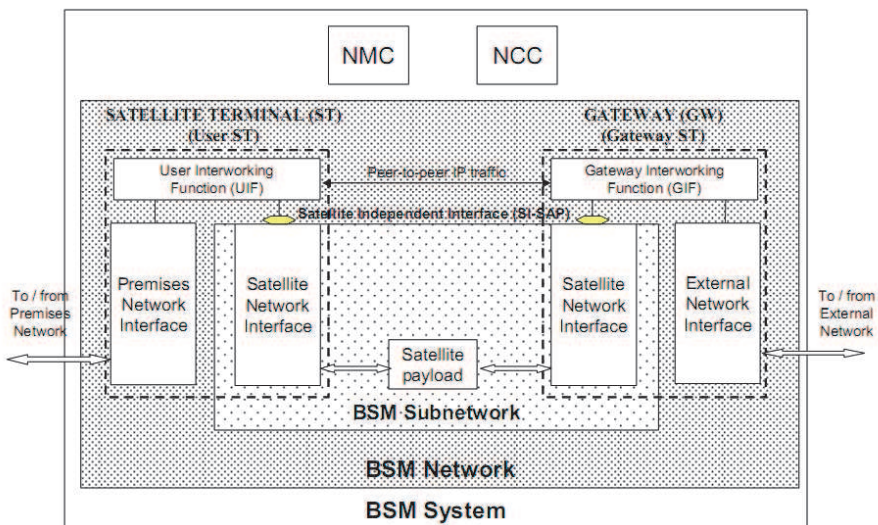 NMC
NCC
SATELLITE TERMINAL (ST)
(User ST)
GATEWAY (GW)
(Gateway ST)
User Interworking
Function (UIF)
Peer-to-peer IP traffic
Gateway Interworking
Function (GIF)
Satellite Independent Interface (SI-SAP)
To / from
Premises
Network
Premises
Network
Interface
Satellite
Network
Interface
Satellite
payload
Satellite
Network
Interface
External
Network
Interface
To / from
External
Network
BSM Subnetwork
BSM Network
BSM System